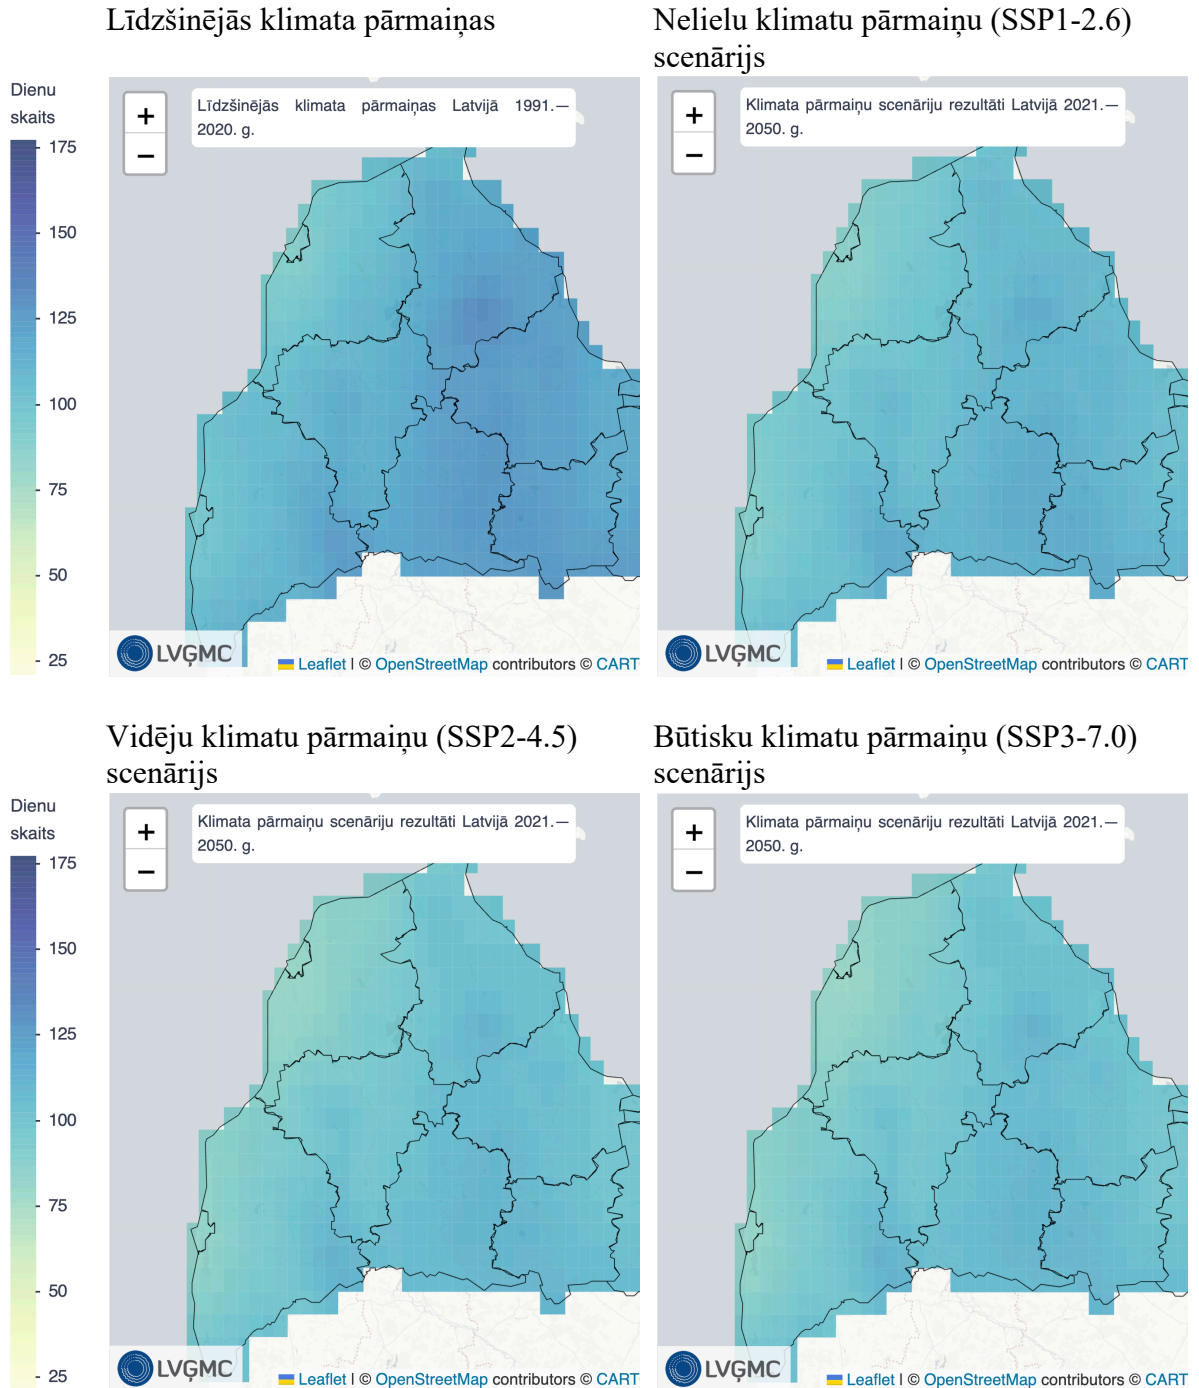 Līdzšinējās klimata pārmaiņas
Nelielu klimatu pārmaiņu (SSP1-2.6)
scenārijs
Dienu
skaits
175
150
125
100
75
50
25
+
−
Līdzšinējās klimata pārmaiņas Latvijā 1991.—
2020. g.
LVĢMC
Leaflet | © OpenStreetMap contributors © CART
+
−
Klimata pārmaiņu scenāriju rezultāti Latvijā 2021.—
2050. g.
LVĢMC
Leaflet | © OpenStreetMap contributors © CART
Vidēju klimatu pārmaiņu (SSP2-4.5)
scenārijs
Būtisku klimatu pārmaiņu (SSP3-7.0)
scenārijs
Dienu
skaits
175
150
125
100
75
50
25
+
−
Klimata pārmaiņu scenāriju rezultāti Latvijā 2021.—
2050. g.
LVĢMC
Leaflet | © OpenStreetMap contributors © CART
+
−
Klimata pārmaiņu scenāriju rezultāti Latvijā 2021.—
2050. g.
LVĢMC
Leaflet | © OpenStreetMap contributors © CART